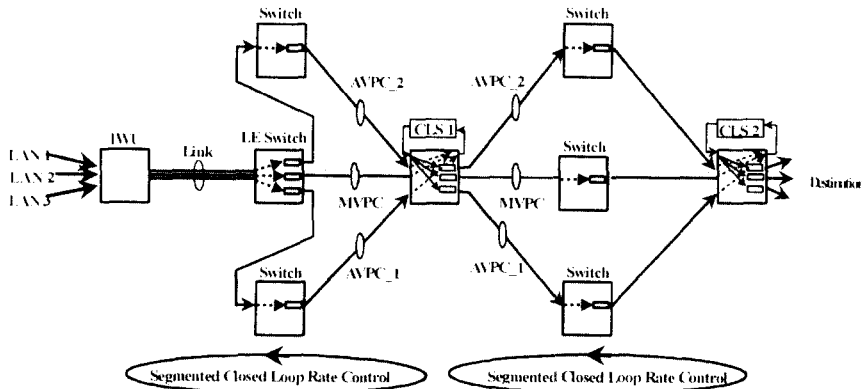 Switch
Switch
AVPC_2
AVPC_2
IWU
LE Switch
CLS 1
CLS 2
LAN 1
Link
Switch
LAN 2
Destination
LAN 3
MVPC
MVPC
AVPC_1
AVPC_1
Switch
Switch
Segmented Closed Loop Rate Control
Segmented Closed Loop Rate Control